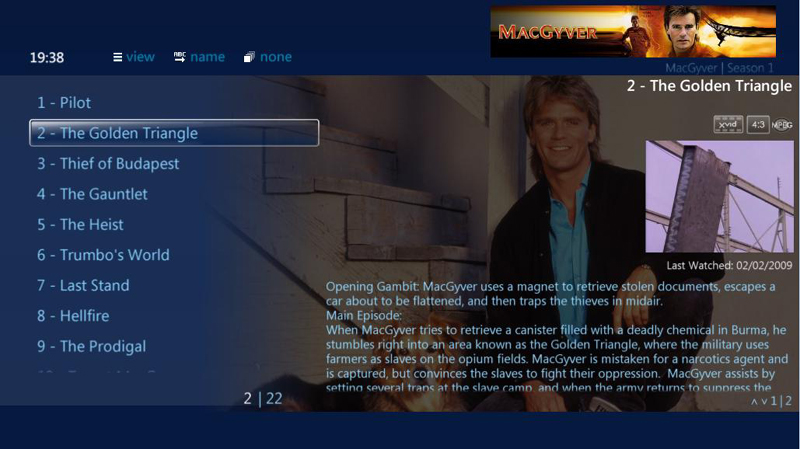 MACGYVER
19:38
view
ABC name
none
MacGyver | Season 1
2 - The Golden Triangle
xvid 4:3 MPEG
1 - Pilot
2 - The Golden Triangle
3 - Thief of Budapest
4 - The Gauntlet
5 - The Heist
6 - Trumbo's World
7 - Last Stand
8 - Hellfire
9 - The Prodigal
2 | 22
Last Watched: 02/02/2009
Opening Gambit: MacGyver uses a magnet to retrieve stolen documents, escapes a
car about to be flattened, and then traps the thieves in midair.
Main Episode:
When MacGyver tries to retrieve a canister filled with a deadly chemical in Burma, he
stumbles right into an area known as the Golden Triangle, where the military uses
farmers as slaves on the opium fields. MacGyver is mistaken for a narcotics agent and
is captured, but convinces the slaves to fight their oppression. MacGyver assists by
setting several traps at the slave camp, and when the army returns to suppress the
1|2